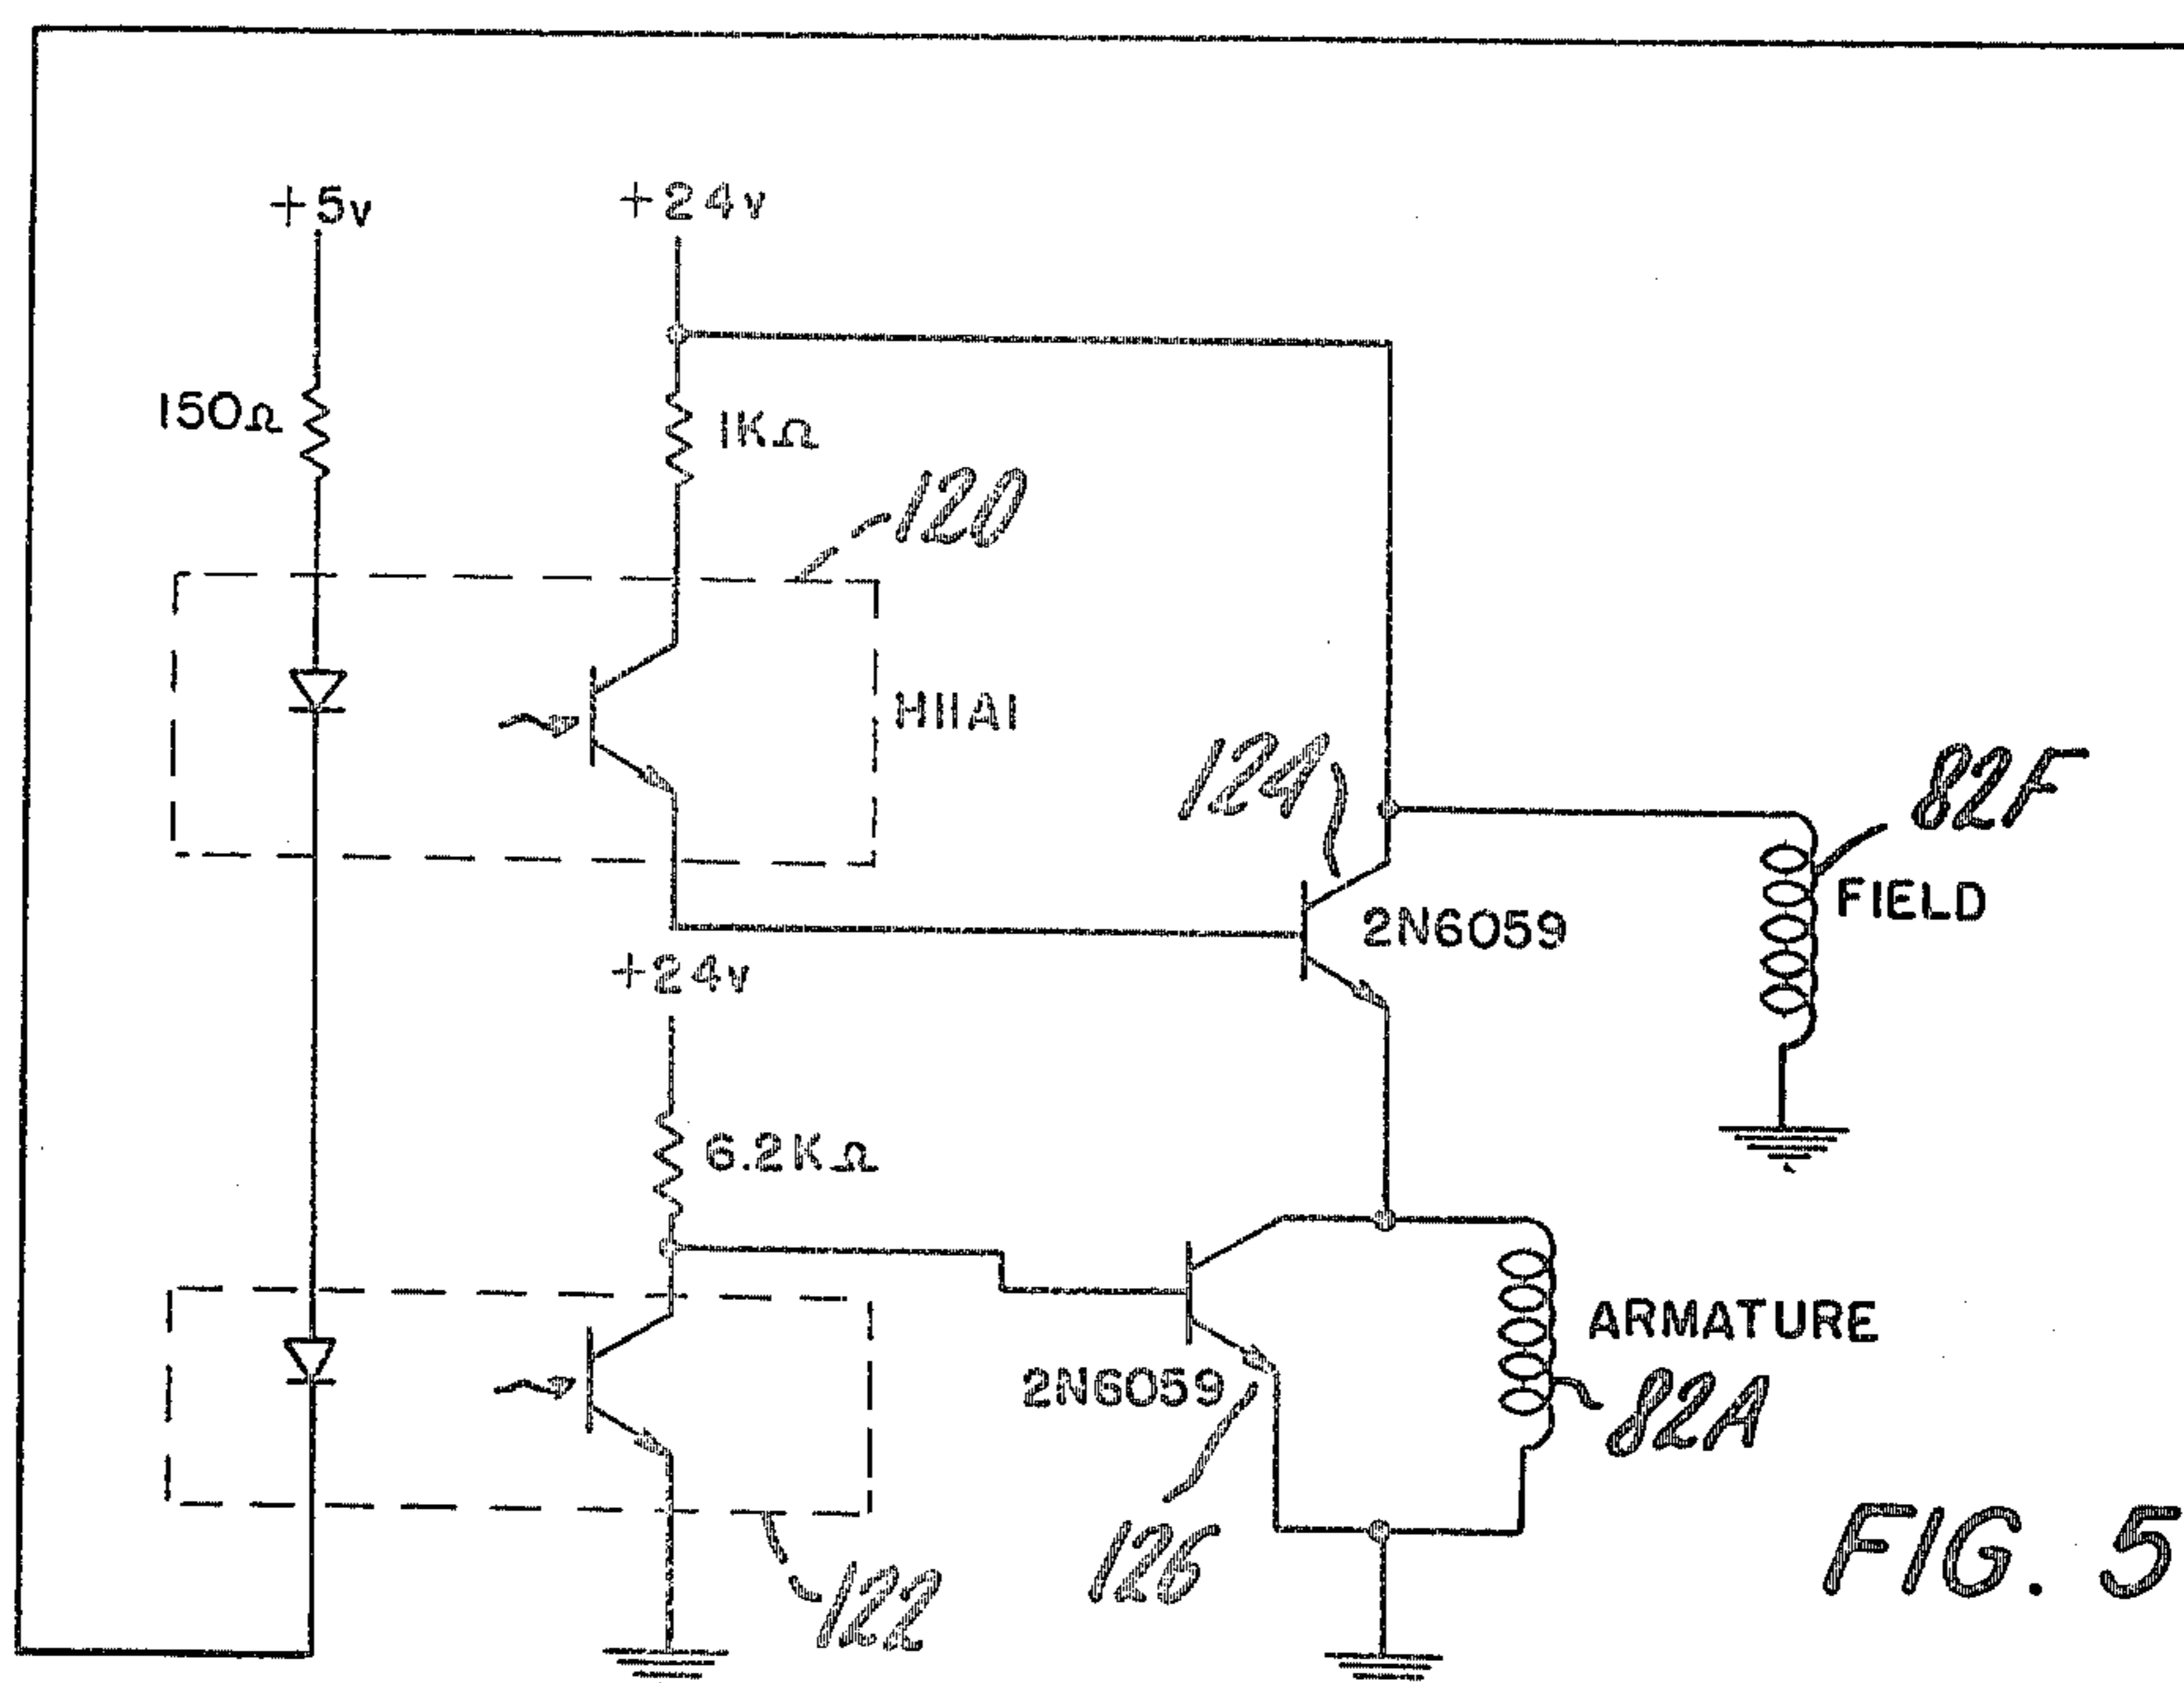 +5v
+24v
150Ω
1KΩ
120
H11A1
124
82F
FIELD
2N6059
+24v
6.2KΩ
ARMATURE
2N6059
82A
126
122
FIG. 5